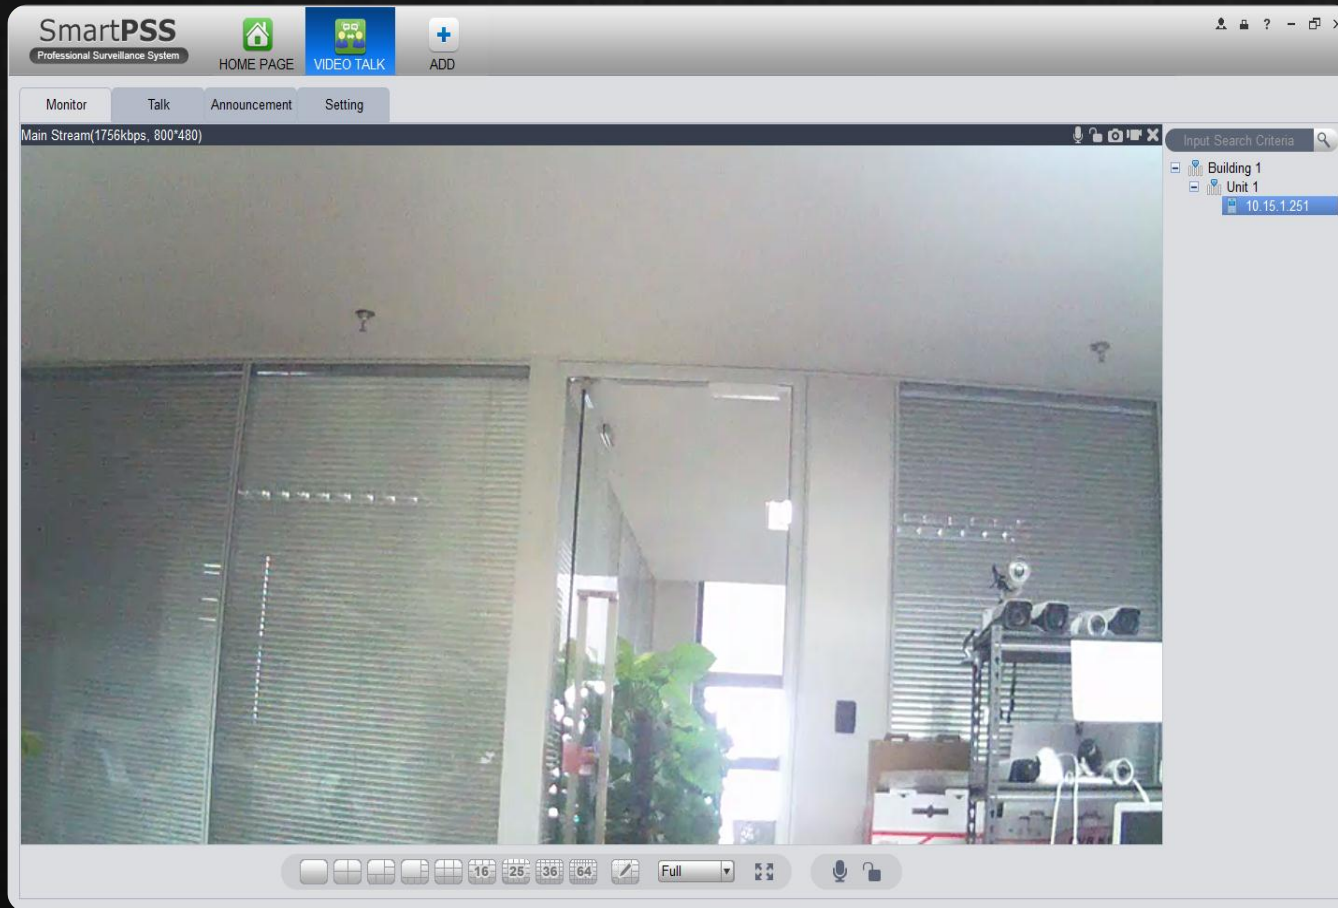 SmartPSS
Professional Surveillance System
HOME PAGE
VIDEO TALK
ADD
?
Monitor
Talk
Announcement
Setting
Main Stream(1756kbps, 800*480)
Input Search Criteria
Building 1
Unit 1
10.15.1.251
16
25
36
64
Full